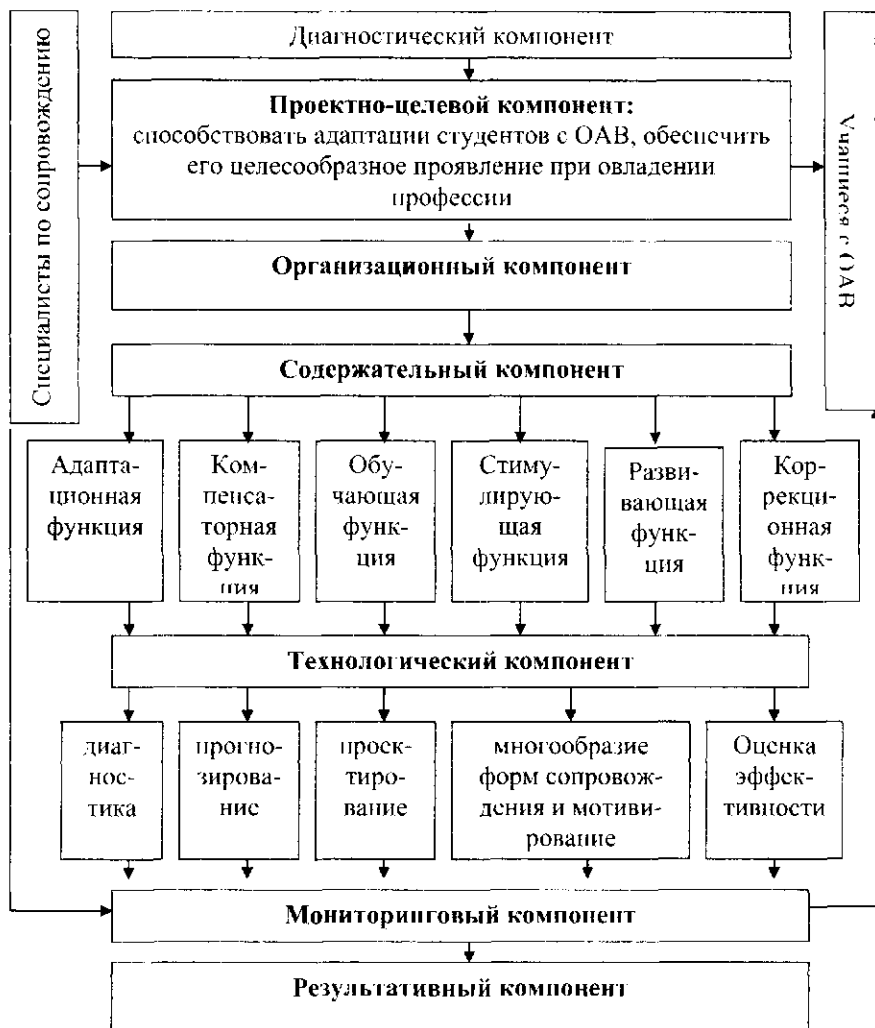 Специалисты по сопровождению
Диагностический компонент
Проектно-целевой компонент:
способствовать адаптации студентов с ОАВ, обеспечить
его целесообразное проявление при овладении
профессии
Учащиеся с ОАВ
Организационный компонент
Содержательный компонент
Адапта-
ционная
функция
Ком-
пенса-
торная
функ-
ция
Обу-
чающая
функ-
ция
Стиму-
лирую-
щая
функция
Разви-
вающая
функ-
ция
Кор-
рекци-
онная
функ-
ция
Технологический компонент
диаг-
нос-
тика
прогно-
зирова-
ние
проек-
тиро-
вание
многообразие
форм сопровож-
дения и мотиви-
рование
Оценка
эффек-
тивности
Мониторинговый компонент
Результативный компонент